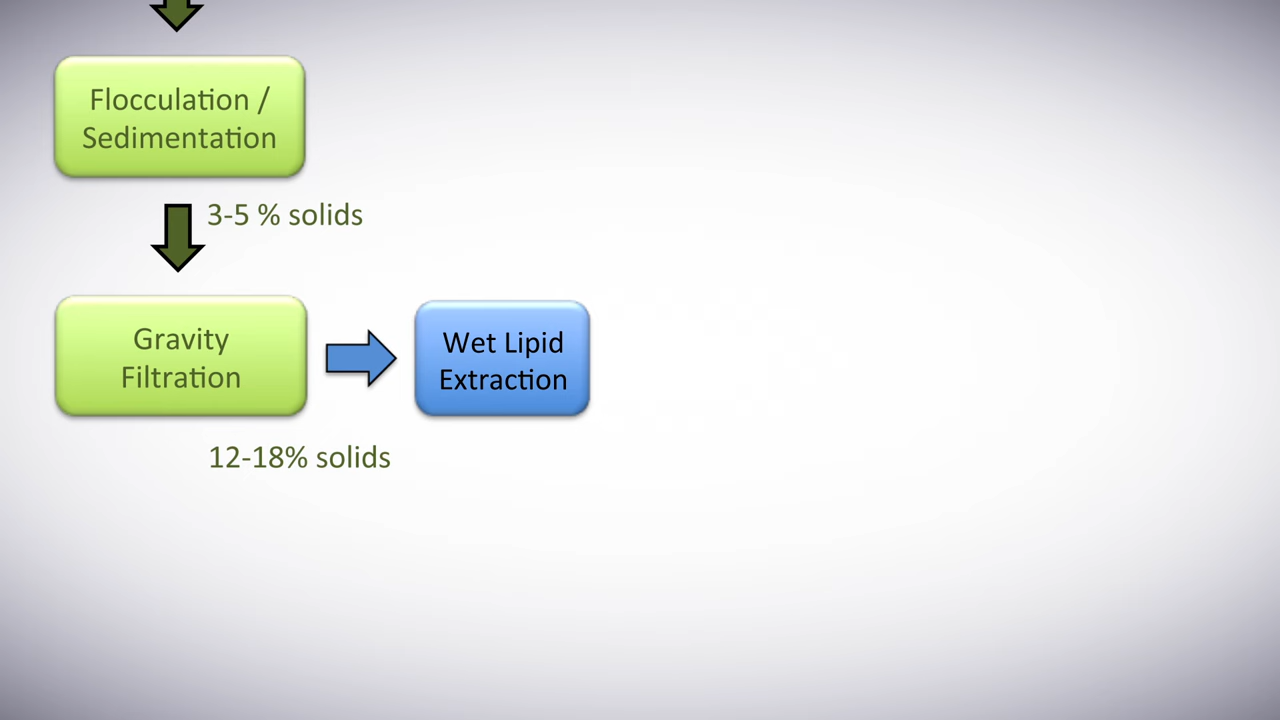 Flocculation /
Sedimentation
3-5 % solids
Gravity
Filtration
Wet Lipid
Extraction
12-18% solids